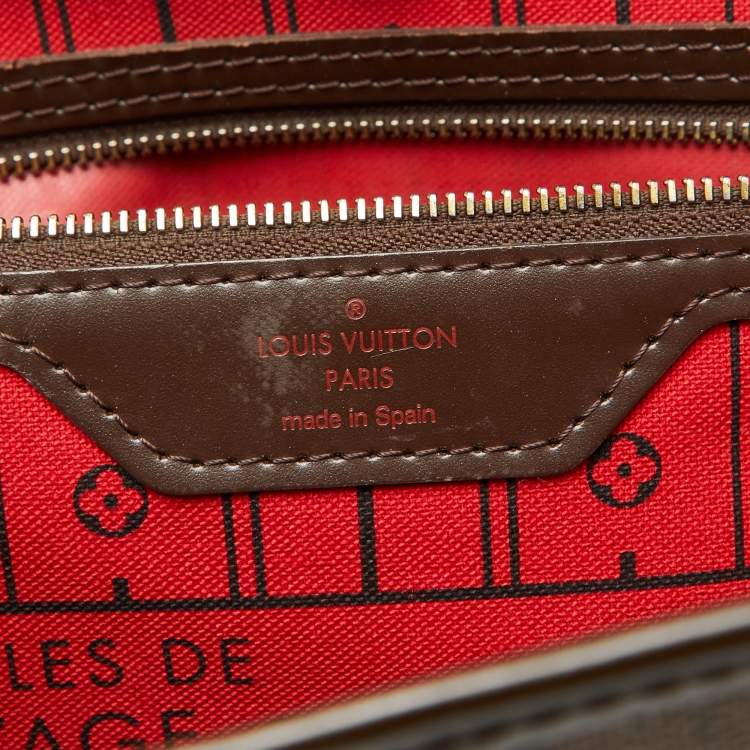 ®
LOUIS VUITTON
PARIS
made in Spain
LES DE